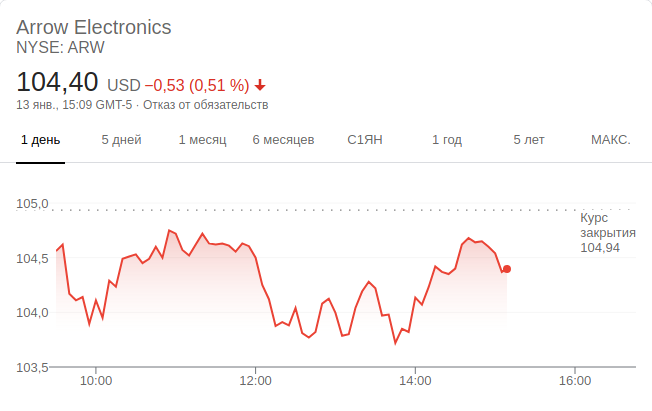 Arrow Electronics
NYSE: ARW
104,40 USD −0,53 (0,51 %)
13 янв., 15:09 GMT-5 · Отказ от обязательств
1 день 5 дней 1 месяц 6 месяцев С1ЯН 1 год 5 лет МАКС.
105,0
Курс
закрытия
104,94
104,5
104,0
103,5
10:00 12:00 14:00 16:00